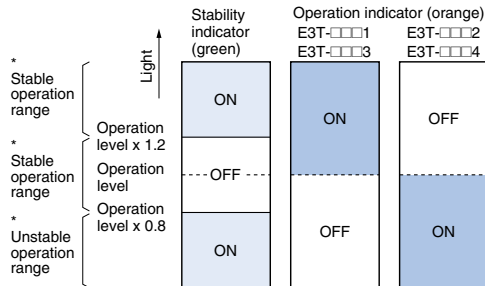 Stability
indicator
(green)
Operation indicator (orange)
E3T-□□□1
E3T-□□□3
E3T-□□□2
E3T-□□□4
Light
*
Stable
operation
range
*
Stable
operation
range
*
Unstable
operation
range
Operation
level x 1.2
Operation
level
Operation
level x 0.8
ON
OFF
ON
ON
OFF
OFF
ON